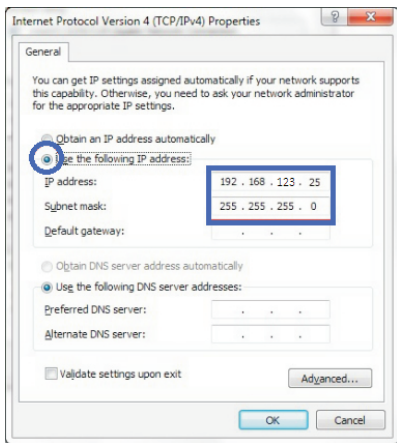 Internet Protocol Version 4 (TCP/IPv4) Properties
General
You can get IP settings assigned automatically if your network supports
this capability. Otherwise, you need to ask your network administrator
for the appropriate IP settings.
Obtain an IP address automatically
Use the following IP address:
IP address: 192 . 168 . 123 . 25
Subnet mask: 255 . 255 . 255 . 0
Default gateway: . . .
Obtain DNS server address automatically
Use the following DNS server addresses:
Preferred DNS server: . . .
Alternate DNS server: . . .
Validate settings upon exit
Advanced...
OK Cancel